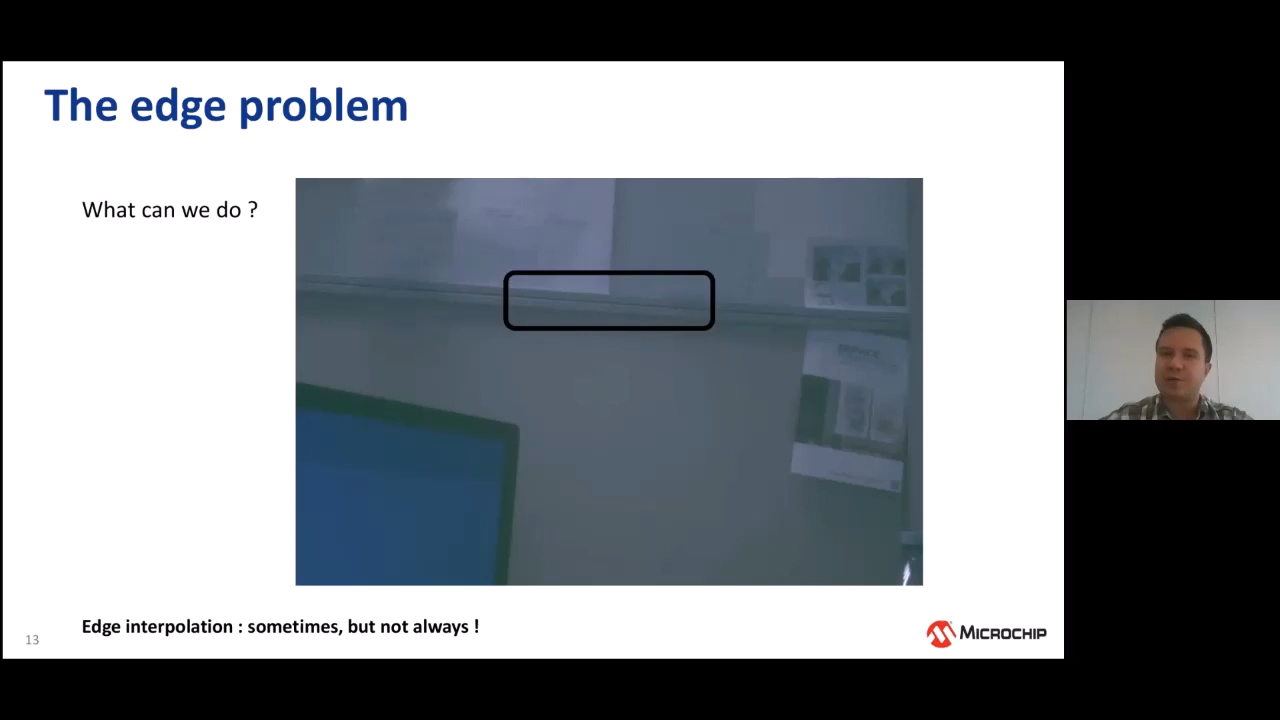 The edge problem
What can we do ?
Edge interpolation : sometimes, but not always !
13
MICROCHIP